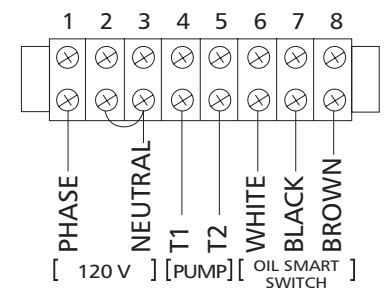 1 2 3 4 5 6 7 8
PHASE
NEUTRAL
T1
T2
WHITE
BLACK
BROWN
[ 120 V ] [PUMP] [ OIL SMART SWITCH ]